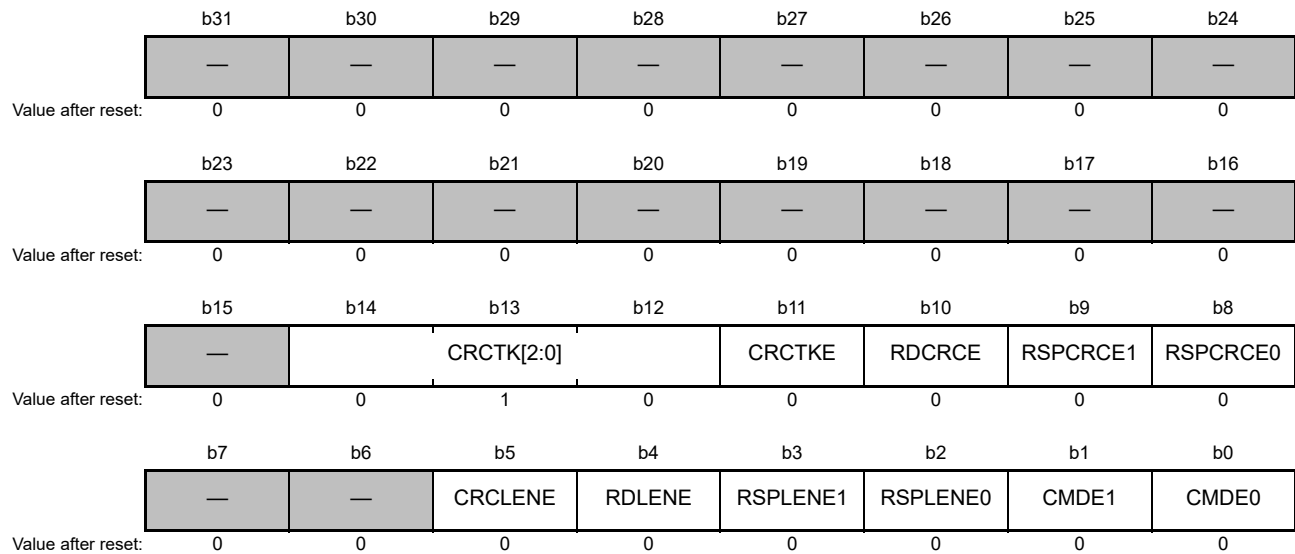 b31 b30 b29 b28 b27 b26 b25 b24
— — — — — — — —
Value after reset: 0 0 0 0 0 0 0 0
b23 b22 b21 b20 b19 b18 b17 b16
— — — — — — — —
Value after reset: 0 0 0 0 0 0 0 0
b15 b14 b13 b12 b11 b10 b9 b8
— CRCTK[2:0] CRCTKE RDCRCE RSPCRCE1 RSPCRCE0
Value after reset: 0 0 1 0 0 0 0 0
b7 b6 b5 b4 b3 b2 b1 b0
— — CRCLENE RDLENE RSPLENE1 RSPLENE0 CMDE1 CMDE0
Value after reset: 0 0 0 0 0 0 0 0